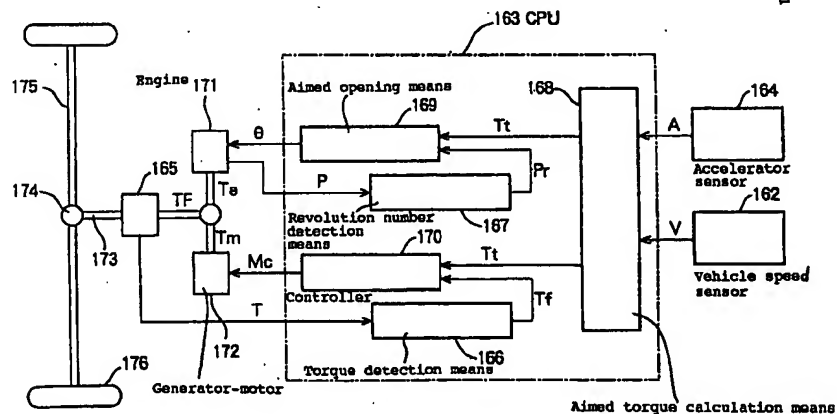 163 CPU
175
Engine
171
Aimed opening means
169
168
164
θ
Tt
A
Accelerator
sensor
174
165
TF
Te
P
Pr
173
Revolution number
detection
means
167
162
Tm
170
V
Mc
Tt
Controller
Vehicle speed
sensor
T
Tf
172
166
176
Torque detection means
Generator-motor
Aimed torque calculation means